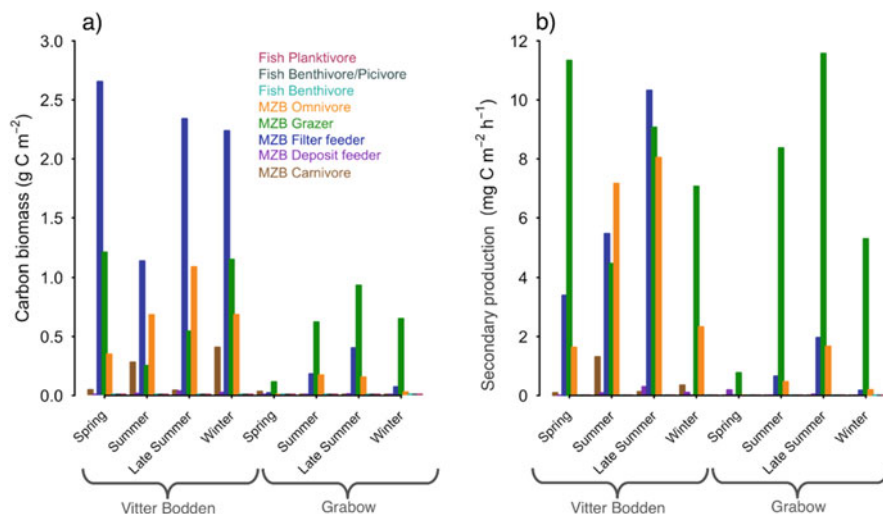 a)
Carbon biomass (g C m⁻²)
3.0
2.5
2.0
1.5
1.0
0.5
0.0
Fish Planktivore
Fish Benthivore/Picivore
Fish Benthivore
MZB Omnivore
MZB Grazer
MZB Filter feeder
MZB Deposit feeder
MZB Carnivore
Spring
Summer
Late Summer
Winter
Spring
Summer
Late Summer
Winter
Vitter Bodden
Grabow
b)
Secondary production (mg C m⁻² h⁻¹)
12
10
8
6
4
2
0
Spring
Summer
Late Summer
Winter
Spring
Summer
Late Summer
Winter
Vitter Bodden
Grabow